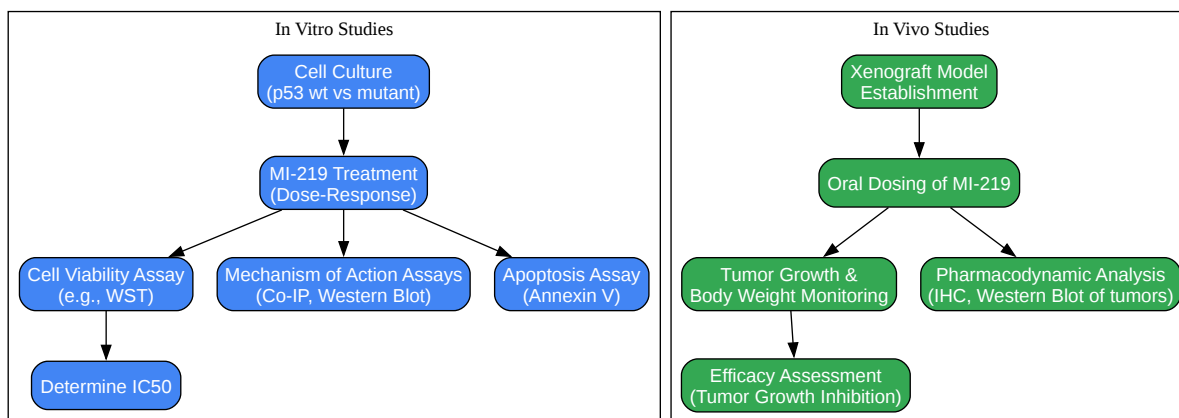 In Vitro Studies
Cell Culture
(p53 wt vs mutant)
MI-219 Treatment
(Dose-Response)
Cell Viability Assay
(e.g., WST)
Mechanism of Action Assays
(Co-IP, Western Blot)
Apoptosis Assay
(Annexin V)
Determine IC50
In Vivo Studies
Xenograft Model
Establishment
Oral Dosing of MI-219
Tumor Growth &
Body Weight Monitoring
Pharmacodynamic Analysis
(IHC, Western Blot of tumors)
Efficacy Assessment
(Tumor Growth Inhibition)